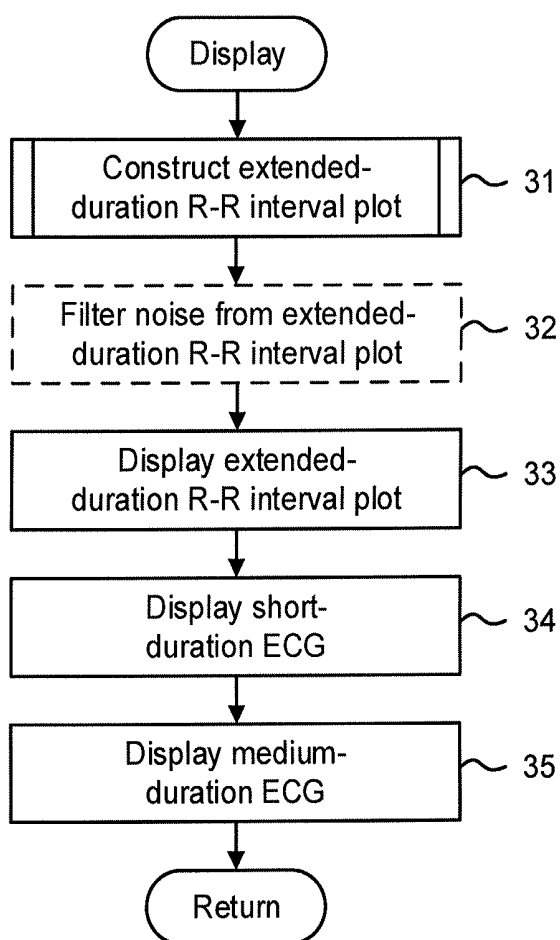 Display
Construct extended-
duration R-R interval plot
31
Filter noise from extended-
duration R-R interval plot
32
Display extended-
duration R-R interval plot
33
Display short-
duration ECG
34
Display medium-
duration ECG
35
Return